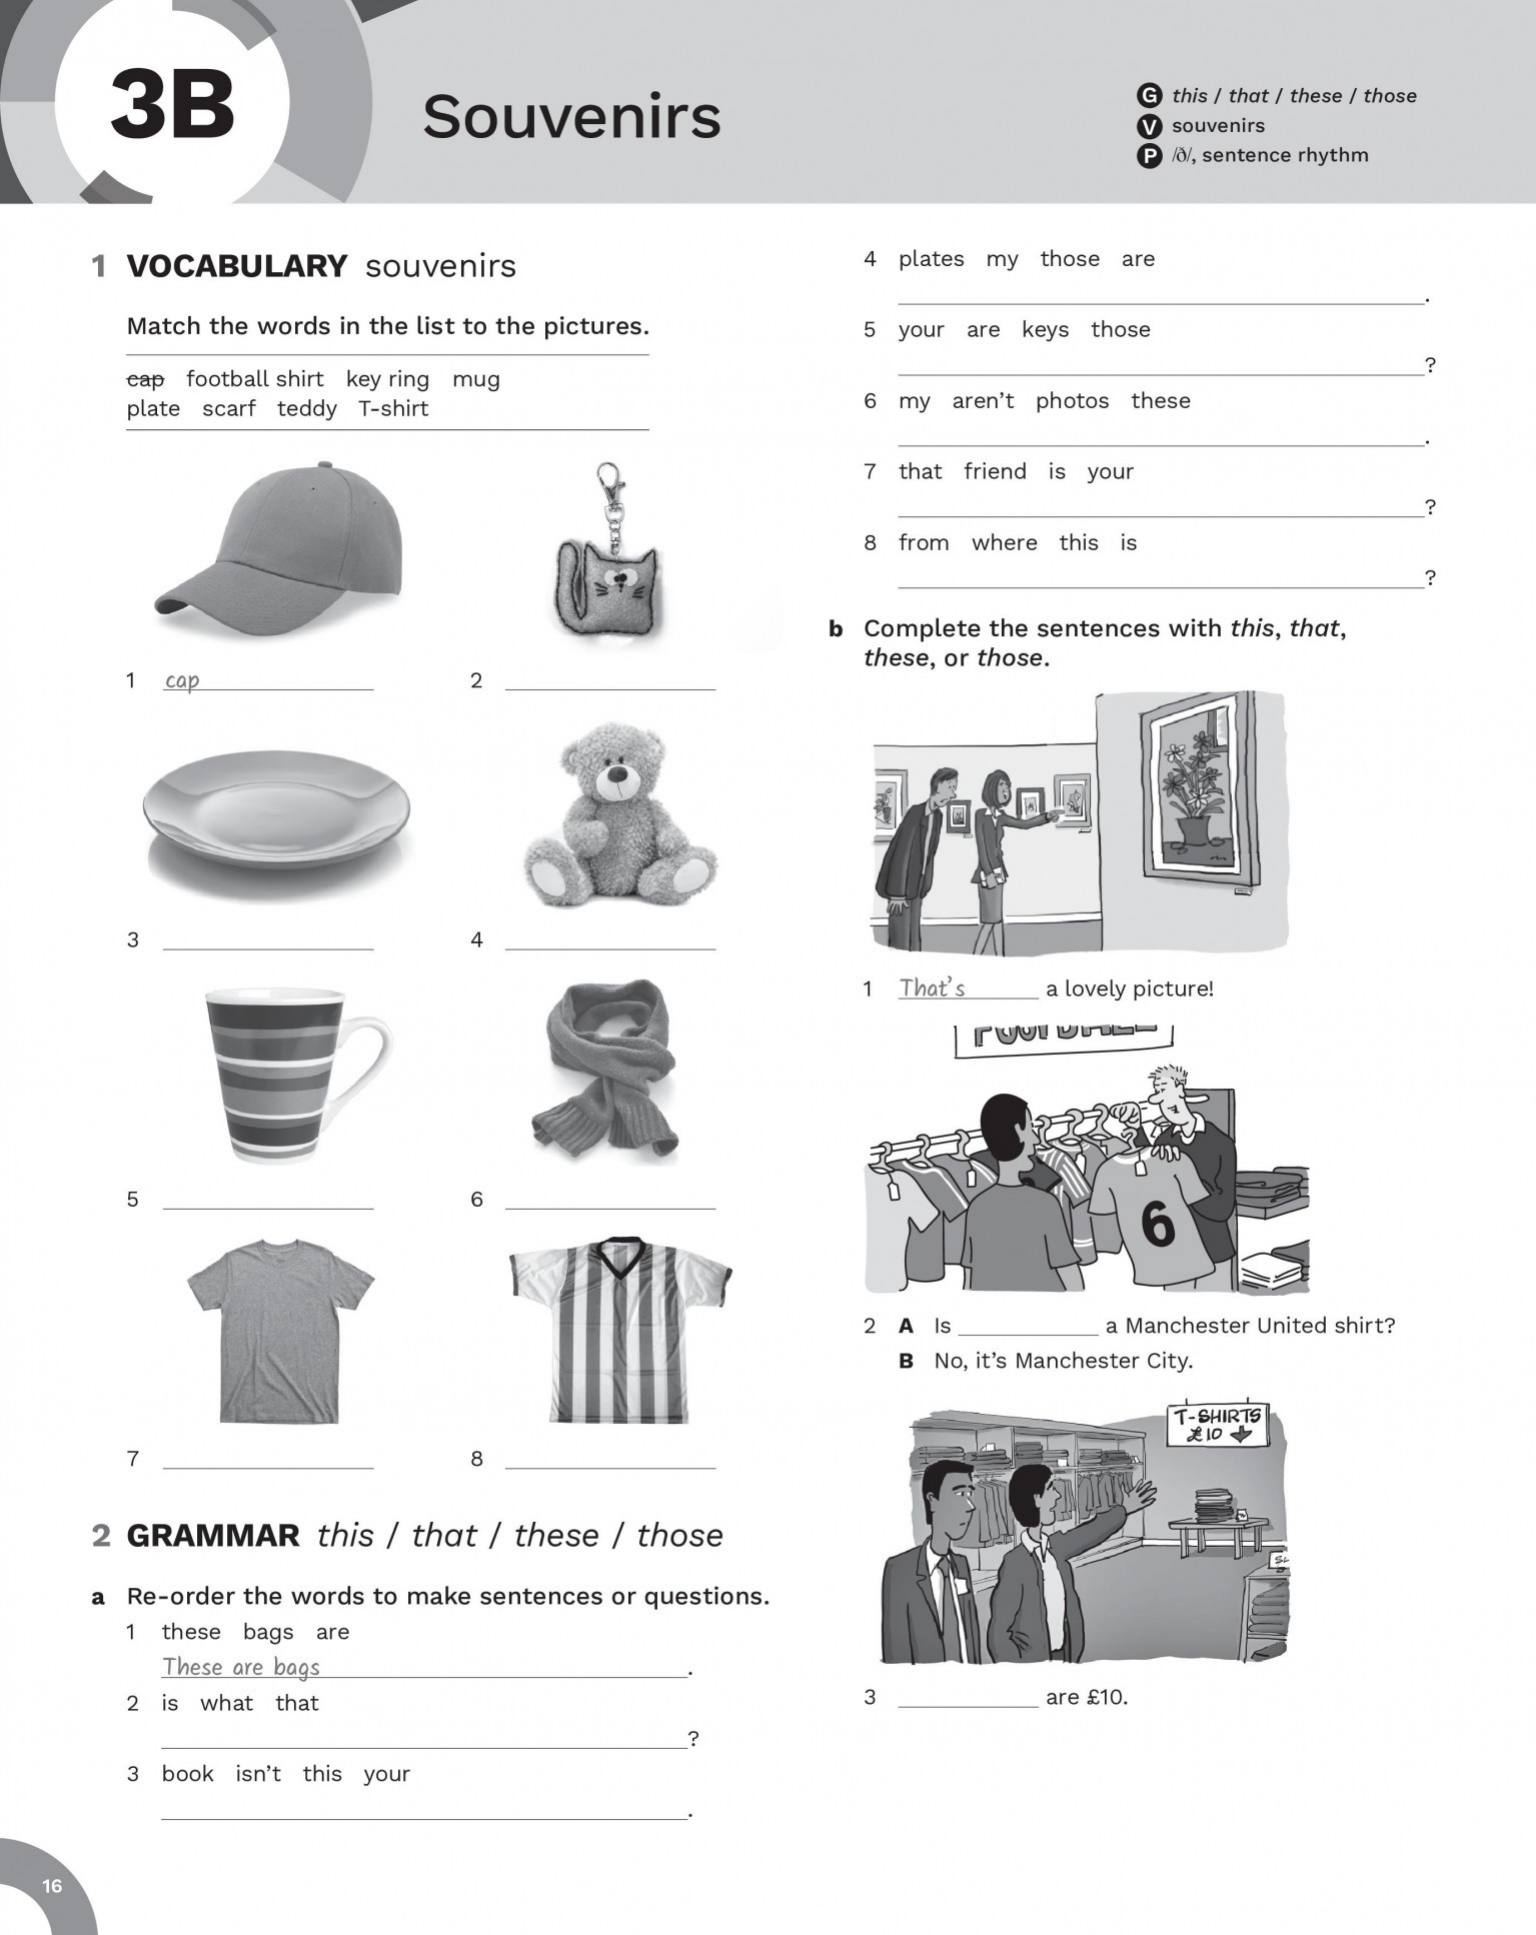 3B
Souvenirs
G this / that / these / those
V souvenirs
P /ð/, sentence rhythm
1 VOCABULARY souvenirs
Match the words in the list to the pictures.
cap football shirt key ring mug
plate scarf teddy T-shirt
1 cap
2
3
4
5
6
7
8
2 GRAMMAR this / that / these / those
a Re-order the words to make sentences or questions.
1 these bags are
These are bags.
2 is what that
?
3 book isn't this your
.
4 plates my those are
.
5 your are keys those
?
6 my aren't photos these
.
7 that friend is your
?
8 from where this is
?
b Complete the sentences with this, that,
these, or those.
1 That's a lovely picture!
6
2 A Is ____ a Manchester United shirt?
B No, it's Manchester City.
T-SHIRTS
£10
3 ____ are £10.
16